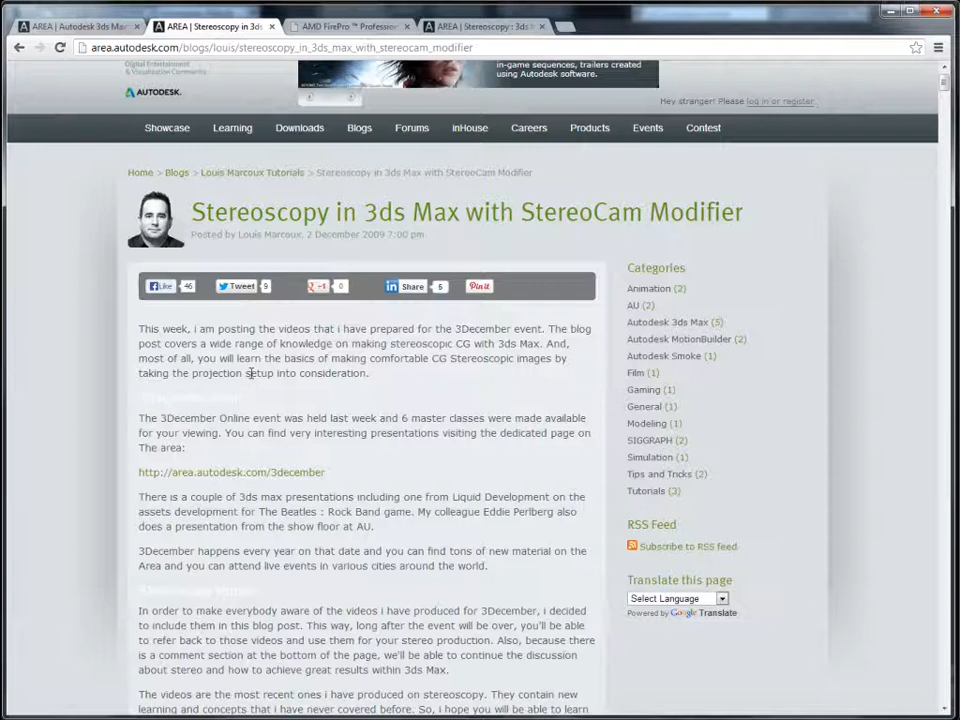 AREA | Autodesk 3ds Ma
AREA | Stereoscopy in 3ds
AMD FirePro™ Profession
AREA | Stereoscopy : 3ds
area.autodesk.com/blogs/louis/stereoscopy_in_3ds_max_with_stereocam_modifier
Digital Entertainment
& Visualization Community
AUTODESK.
in-game sequences, trailers created
using Autodesk software.
Hey stranger! Please log in or register.
Showcase Learning Downloads Blogs Forums InHouse Careers Products Events Contest
Home > Blogs > Louis Marcoux Tutorials > Stereoscopy in 3ds Max with StereoCam Modifier
Stereoscopy in 3ds Max with StereoCam Modifier
Posted by Louis Marcoux, 2 December 2009 7:00 pm
Like 46 Tweet 9 +1 0 Share 6 Pin it
This week, i am posting the videos that i have prepared for the 3December event. The blog
post covers a wide range of knowledge on making stereoscopic CG with 3ds Max. And,
most of all, you will learn the basics of making comfortable CG Stereoscopic images by
taking the projection setup into consideration.
The 3December Online event was held last week and 6 master classes were made available
for your viewing. You can find very interesting presentations visiting the dedicated page on
The area:
http://area.autodesk.com/3december
There is a couple of 3ds max presentations including one from Liquid Development on the
assets development for The Beatles : Rock Band game. My colleague Eddie Perlberg also
does a presentation from the show floor at AU.
3December happens every year on that date and you can find tons of new material on the
Area and you can attend live events in various cities around the world.
In order to make everybody aware of the videos i have produced for 3December, i decided
to include them in this blog post. This way, long after the event will be over, you'll be able
to refer back to those videos and use them for your stereo production. Also, because there
is a comment section at the bottom of the page, we'll be able to continue the discussion
about stereo and how to achieve great results within 3ds Max.
The videos are the most recent ones i have produced on stereoscopy. They contain new
learning and concepts that i have never covered before. So, i hope you will be able to learn
Categories
Animation (2)
AU (2)
Autodesk 3ds Max (5)
Autodesk MotionBuilder (2)
Autodesk Smoke (1)
Film (1)
Gaming (1)
General (1)
Modeling (1)
SIGGRAPH (2)
Simulation (1)
Tips and Tricks (2)
Tutorials (3)
RSS Feed
Subscribe to RSS feed
Translate this page
Select Language
Powered by Google Translate